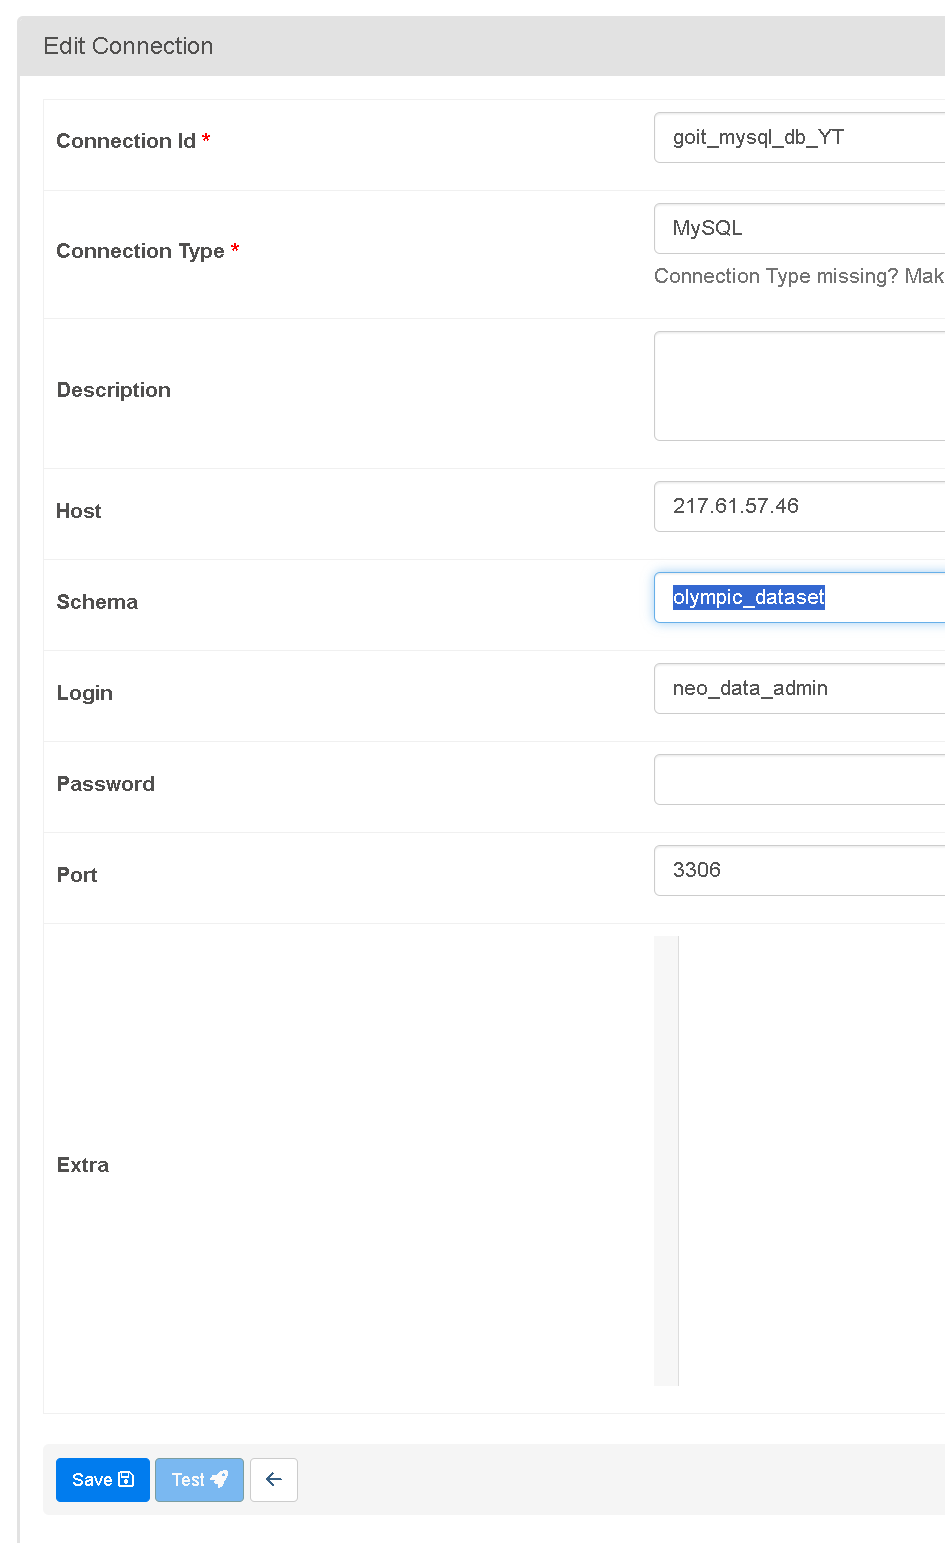 Edit Connection
Connection Id *
goit_mysql_db_YT
Connection Type *
MySQL
Connection Type missing? Mak
Description
Host
217.61.57.46
Schema
olympic_dataset
Login
neo_data_admin
Password
Port
3306
Extra
Save
Test